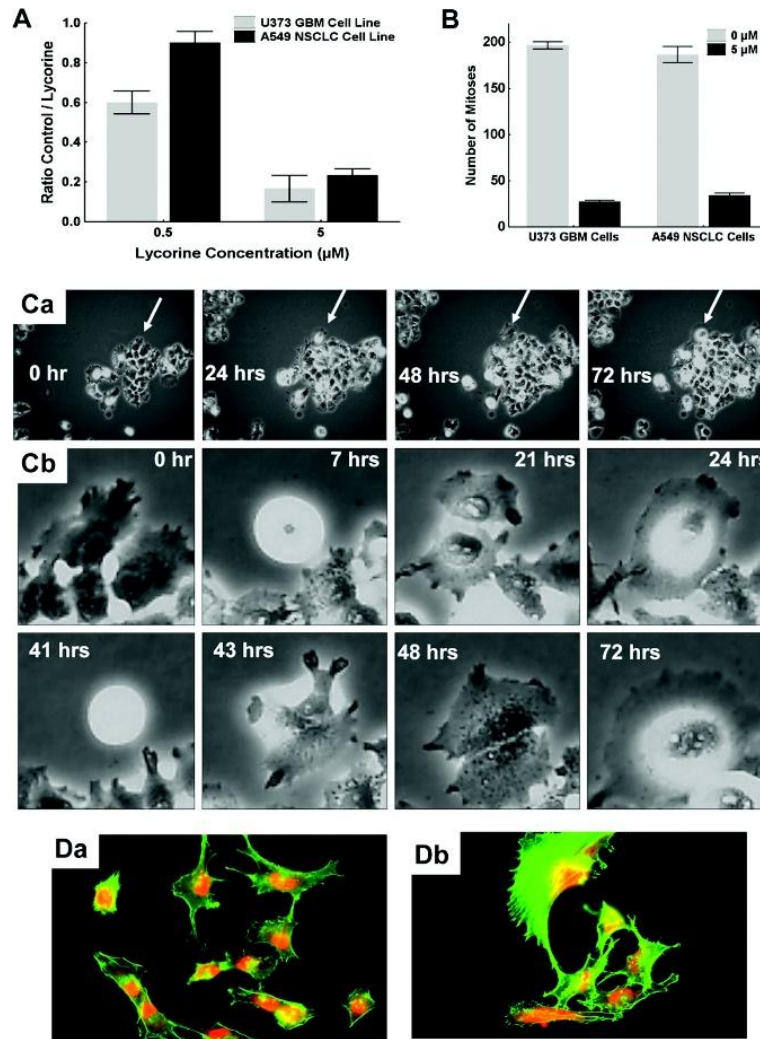 A
U373 GBM Cell Line
A549 NSCLC Cell Line
1.0
0.8
0.6
0.4
0.2
0.0
Ratio Control / Lycorine
0.5
5
Lycorine Concentration (µM)
B
0 µM
5 µM
200
150
100
50
0
Number of Mitoses
U373 GBM Cells
A549 NSCLC Cells
Ca
0 hr
24 hrs
48 hrs
72 hrs
Cb
0 hr
7 hrs
21 hrs
24 hrs
41 hrs
43 hrs
48 hrs
72 hrs
Da
Db